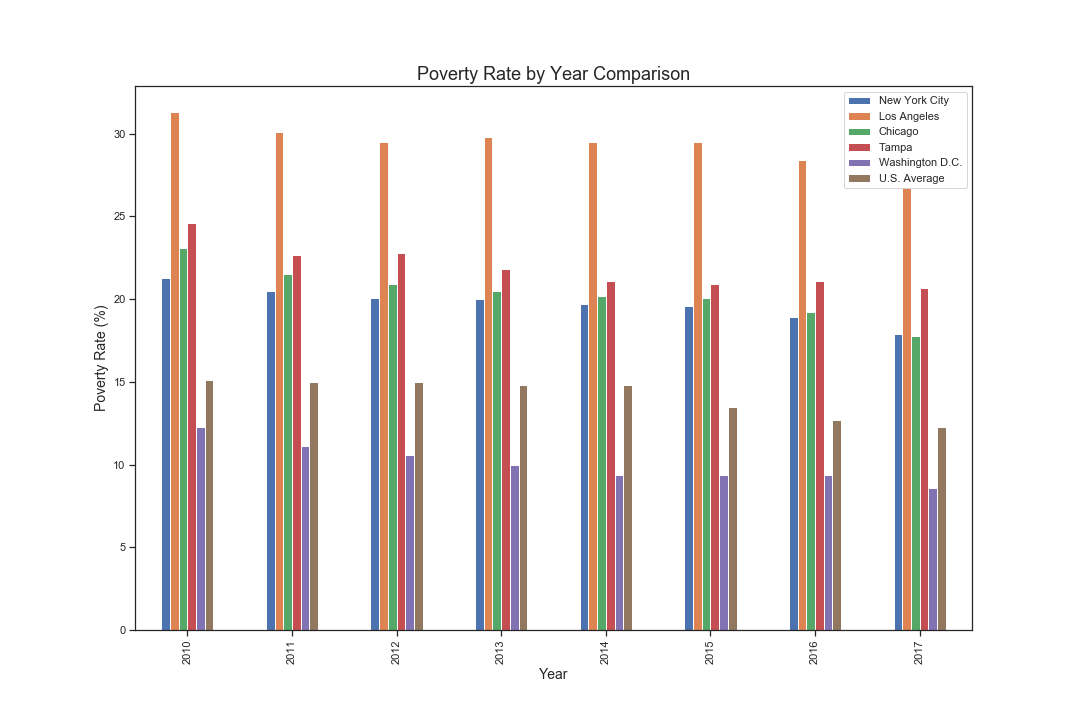 Poverty Rate by Year Comparison
New York City
Los Angeles
Chicago
Tampa
Washington D.C.
U.S. Average
Poverty Rate (%)
30
25
20
15
10
5
0
2010
2011
2012
2013
2014
2015
2016
2017
Year